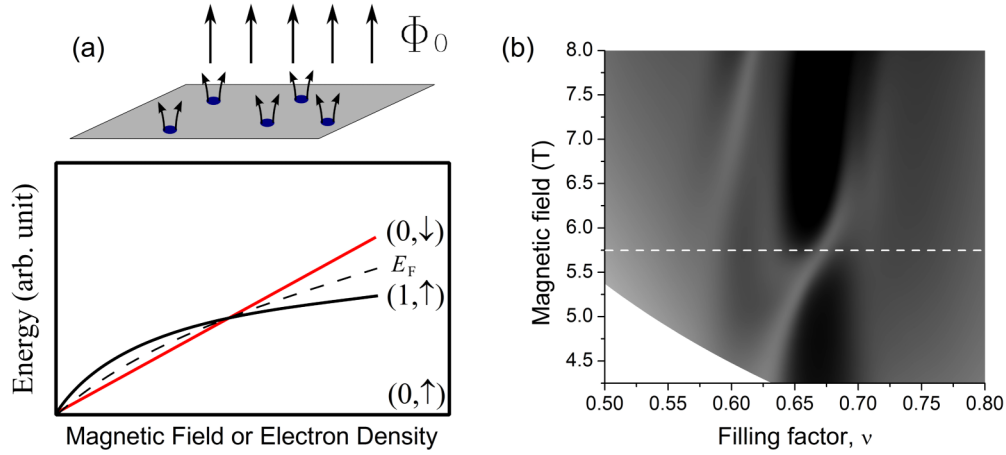 (a)
Φ0
(0,↓)
EF
(1,↑)
(0,↑)
Energy (arb. unit)
Magnetic Field or Electron Density
(b)
8.0
7.5
7.0
6.5
6.0
5.5
5.0
4.5
Magnetic field (T)
0.50 0.55 0.60 0.65 0.70 0.75 0.80
Filling factor, ν